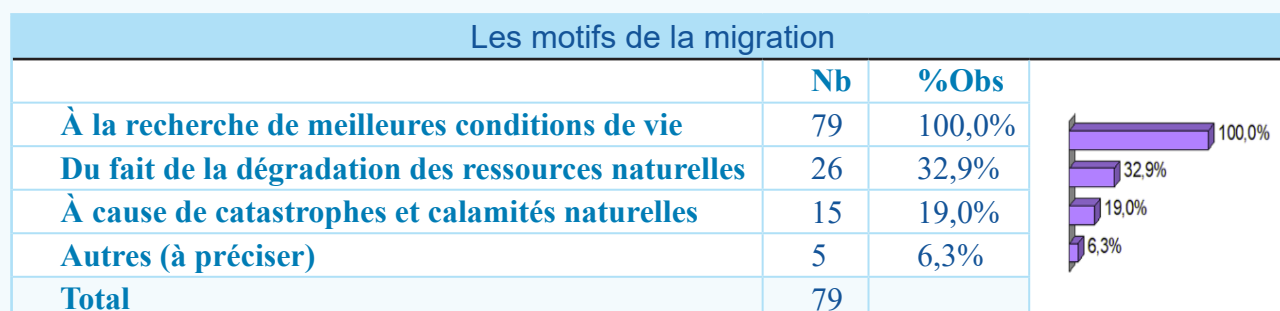 Les motifs de la migration
Nb %Obs
À la recherche de meilleures conditions de vie 79 100,0% 100,0%
Du fait de la dégradation des ressources naturelles 26 32,9% 32,9%
À cause de catastrophes et calamités naturelles 15 19,0% 19,0%
Autres (à préciser) 5 6,3% 6,3%
Total 79